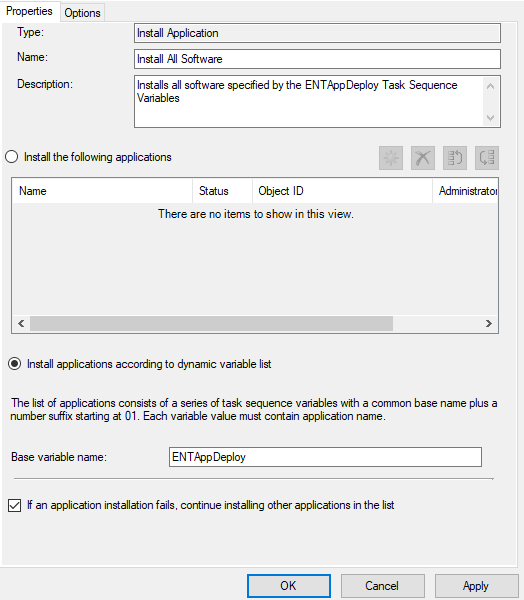 Properties Options
Type: Install Application
Name: Install All Software
Description: Installs all software specified by the ENTAppDeploy Task Sequence
Variables
Install the following applications
Name Status Object ID Administrator
There are no items to show in this view.
Install applications according to dynamic variable list
The list of applications consists of a series of task sequence variables with a common base name plus a
number suffix starting at 01. Each variable value must contain application name.
Base variable name: ENTAppDeploy
If an application installation fails, continue installing other applications in the list
OK Cancel Apply